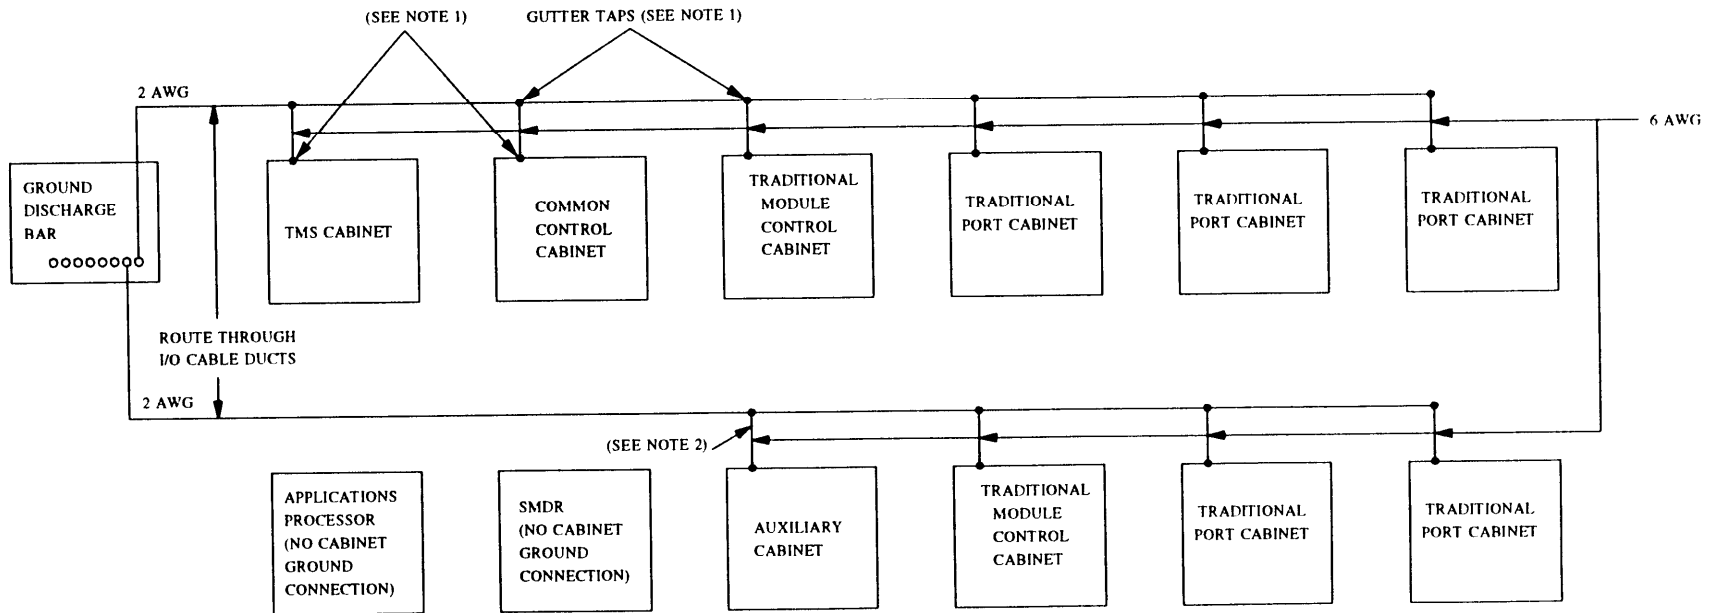 (SEE NOTE 1)
GUTTER TAPS (SEE NOTE 1)
2 AWG
6 AWG
GROUND
DISCHARGE
BAR
TMS CABINET
COMMON
CONTROL
CABINET
TRADITIONAL
MODULE
CONTROL
CABINET
TRADITIONAL
PORT CABINET
TRADITIONAL
PORT CABINET
TRADITIONAL
PORT CABINET
ROUTE THROUGH
I/O CABLE DUCTS
2 AWG
(SEE NOTE 2)
APPLICATIONS
PROCESSOR
(NO CABINET
GROUND
CONNECTION)
SMDR
(NO CABINET
GROUND
CONNECTION)
AUXILIARY
CABINET
TRADITIONAL
MODULE
CONTROL
CABINET
TRADITIONAL
PORT CABINET
TRADITIONAL
PORT CABINET